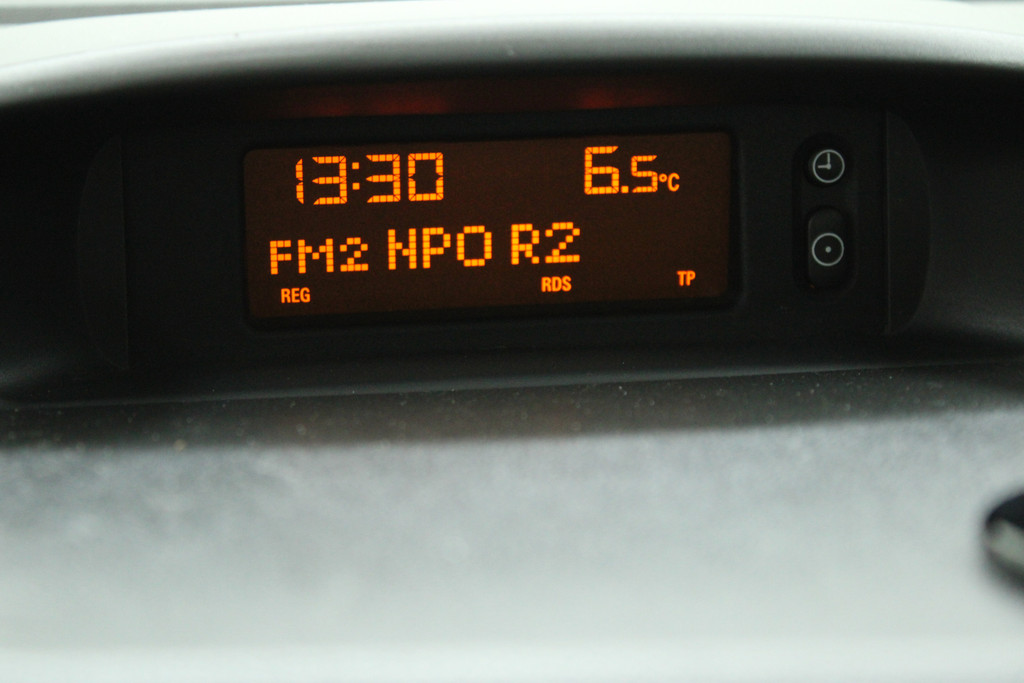 13:30 6.5°C
FM2 NPO R2
REG RDS TP